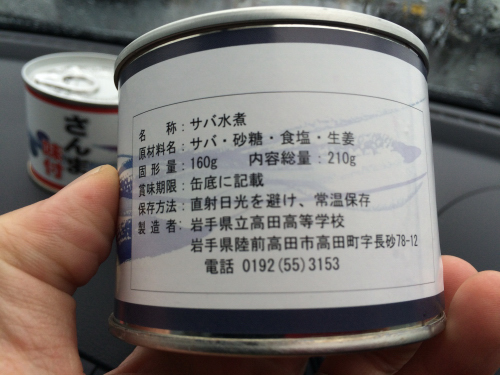 さんま
味付
名　　称：サバ水煮
原材料名：サバ・砂糖・食塩・生姜
固 形 量：160g　内容総量：210g
賞味期限：缶底に記載
保存方法：直射日光を避け、常温保存
製 造 者：岩手県立高田高等学校
岩手県陸前高田市高田町字長砂78-12
電話 0192(55)3153